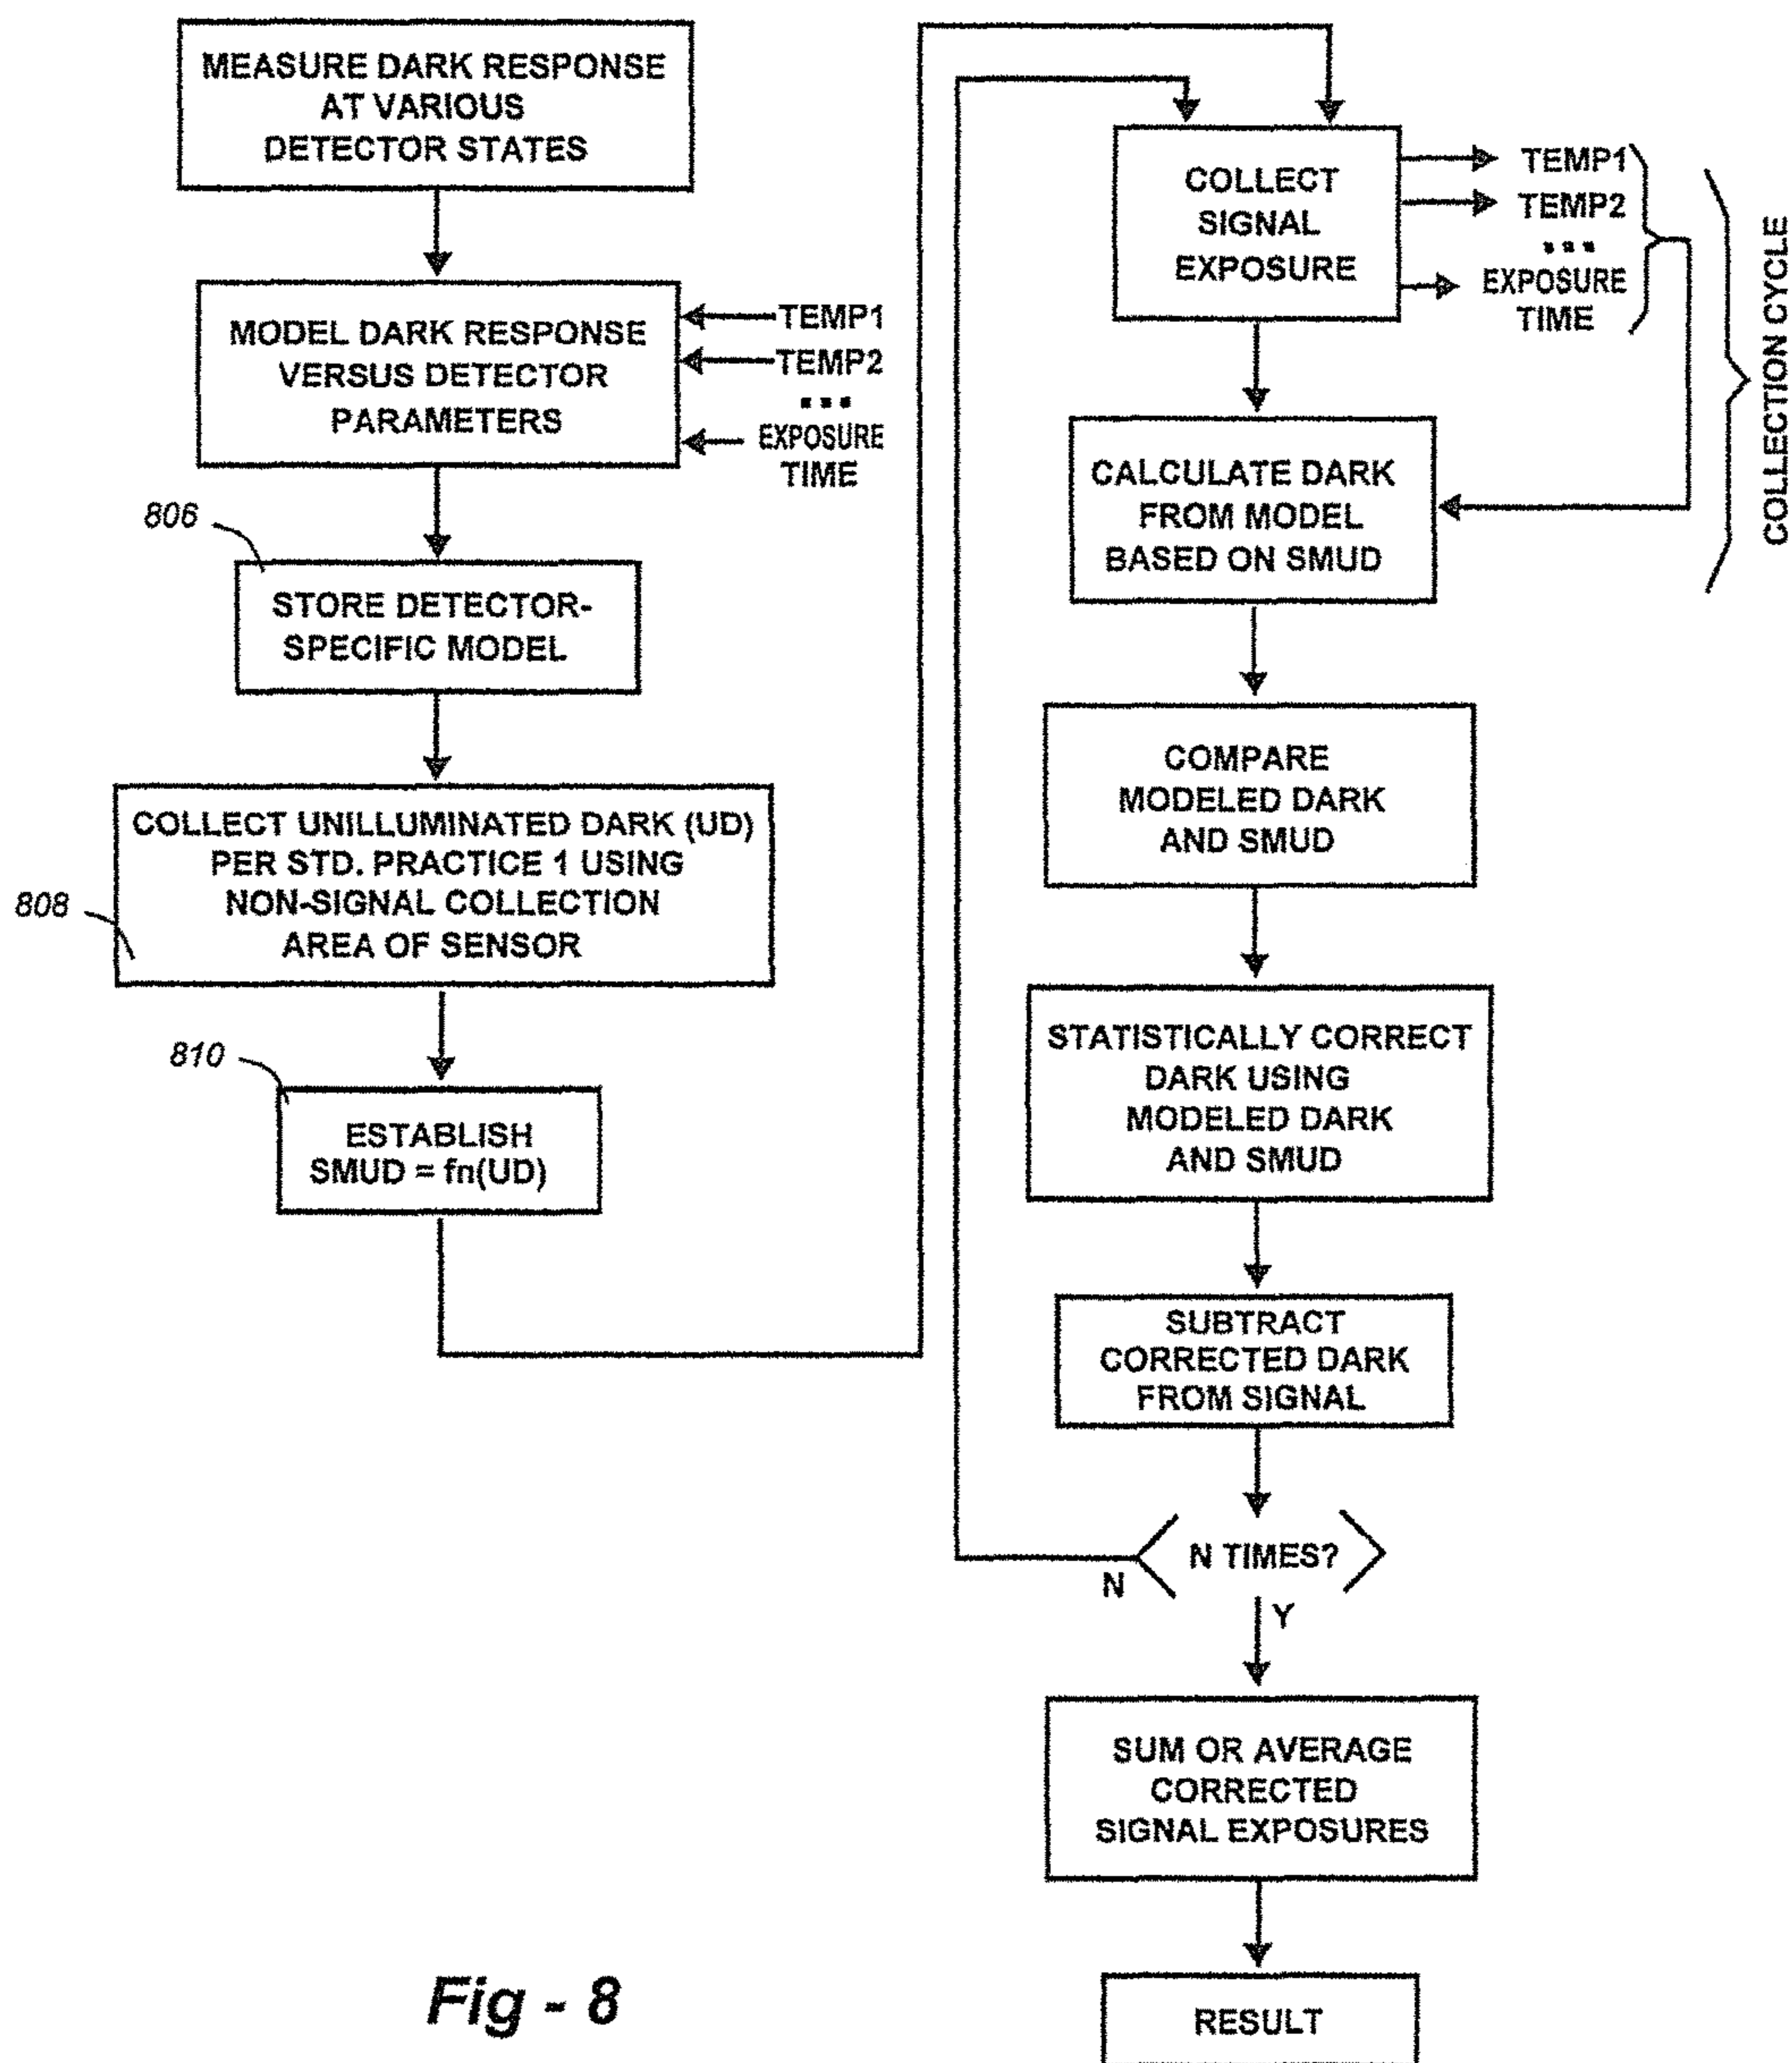 MEASURE DARK RESPONSE
AT VARIOUS
DETECTOR STATES
MODEL DARK RESPONSE
VERSUS DETECTOR
PARAMETERS
TEMP1
TEMP2
...
EXPOSURE
TIME
806
STORE DETECTOR-
SPECIFIC MODEL
808
COLLECT UNILLUMINATED DARK (UD)
PER STD. PRACTICE 1 USING
NON-SIGNAL COLLECTION
AREA OF SENSOR
810
ESTABLISH
SMUD = fn(UD)
COLLECT
SIGNAL
EXPOSURE
TEMP1
TEMP2
...
EXPOSURE
TIME
COLLECTION CYCLE
CALCULATE DARK
FROM MODEL
BASED ON SMUD
COMPARE
MODELED DARK
AND SMUD
STATISTICALLY CORRECT
DARK USING
MODELED DARK
AND SMUD
SUBTRACT
CORRECTED DARK
FROM SIGNAL
N TIMES?
N
Y
SUM OR AVERAGE
CORRECTED
SIGNAL EXPOSURES
RESULT
Fig - 8